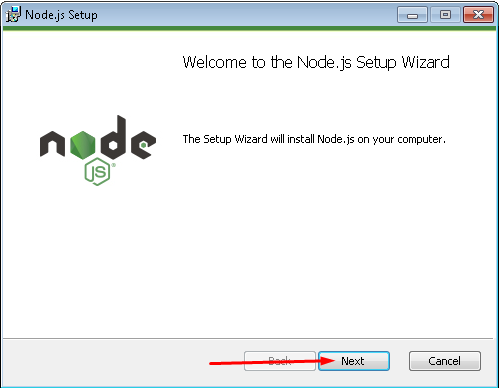 Node.js Setup
Welcome to the Node.js Setup Wizard
node
JS®
The Setup Wizard will install Node.js on your computer.
Back Next Cancel